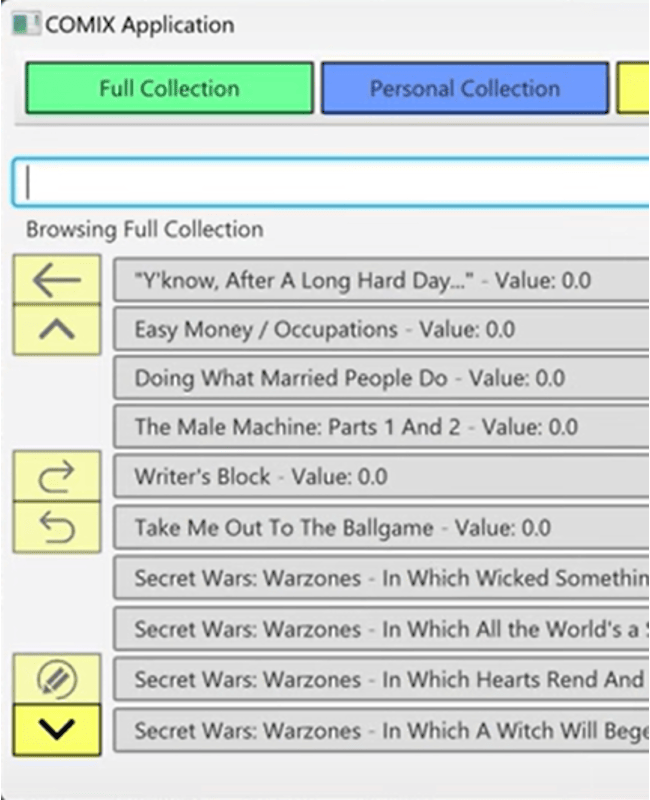 COMIX Application
Full Collection Personal Collection
Browsing Full Collection
"Y'know, After A Long Hard Day..." - Value: 0.0
Easy Money / Occupations - Value: 0.0
Doing What Married People Do - Value: 0.0
The Male Machine: Parts 1 And 2 - Value: 0.0
Writer's Block - Value: 0.0
Take Me Out To The Ballgame - Value: 0.0
Secret Wars: Warzones - In Which Wicked Somethin
Secret Wars: Warzones - In Which All the World's a
Secret Wars: Warzones - In Which Hearts Rend And
Secret Wars: Warzones - In Which A Witch Will Bege